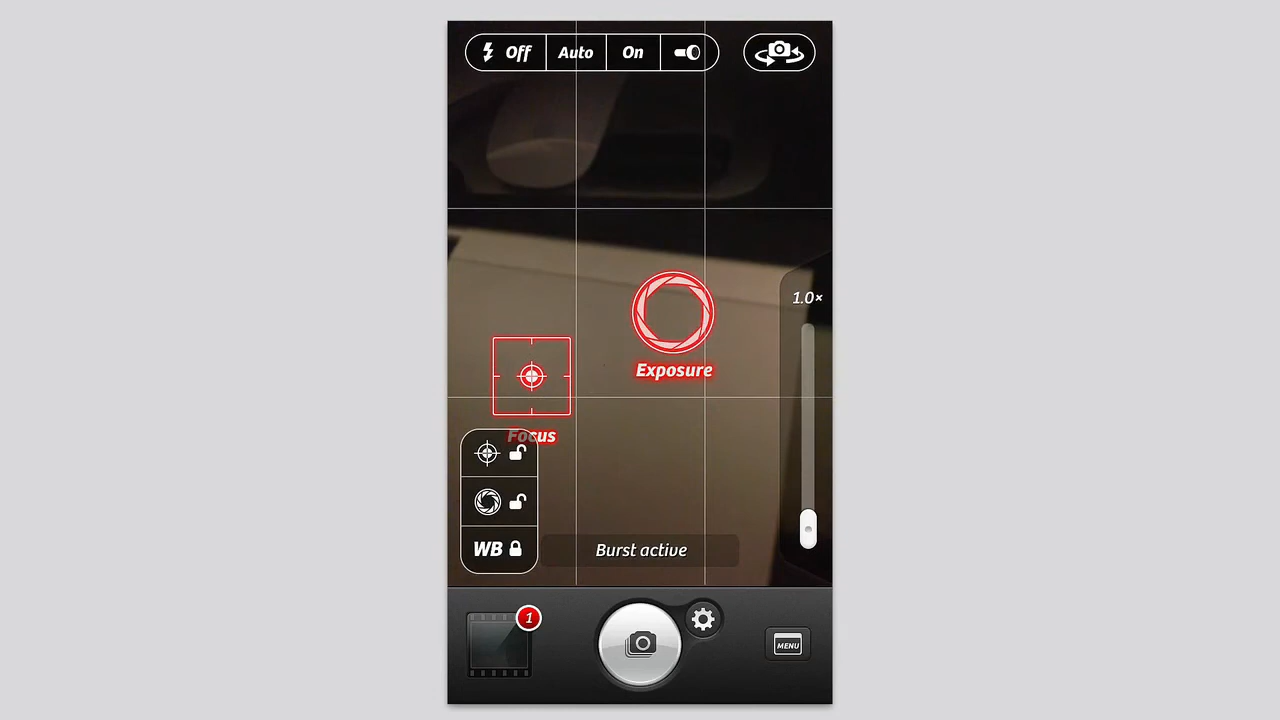 Off Auto On
1.0×
Exposure
Focus
WB
Burst active
1
MENU